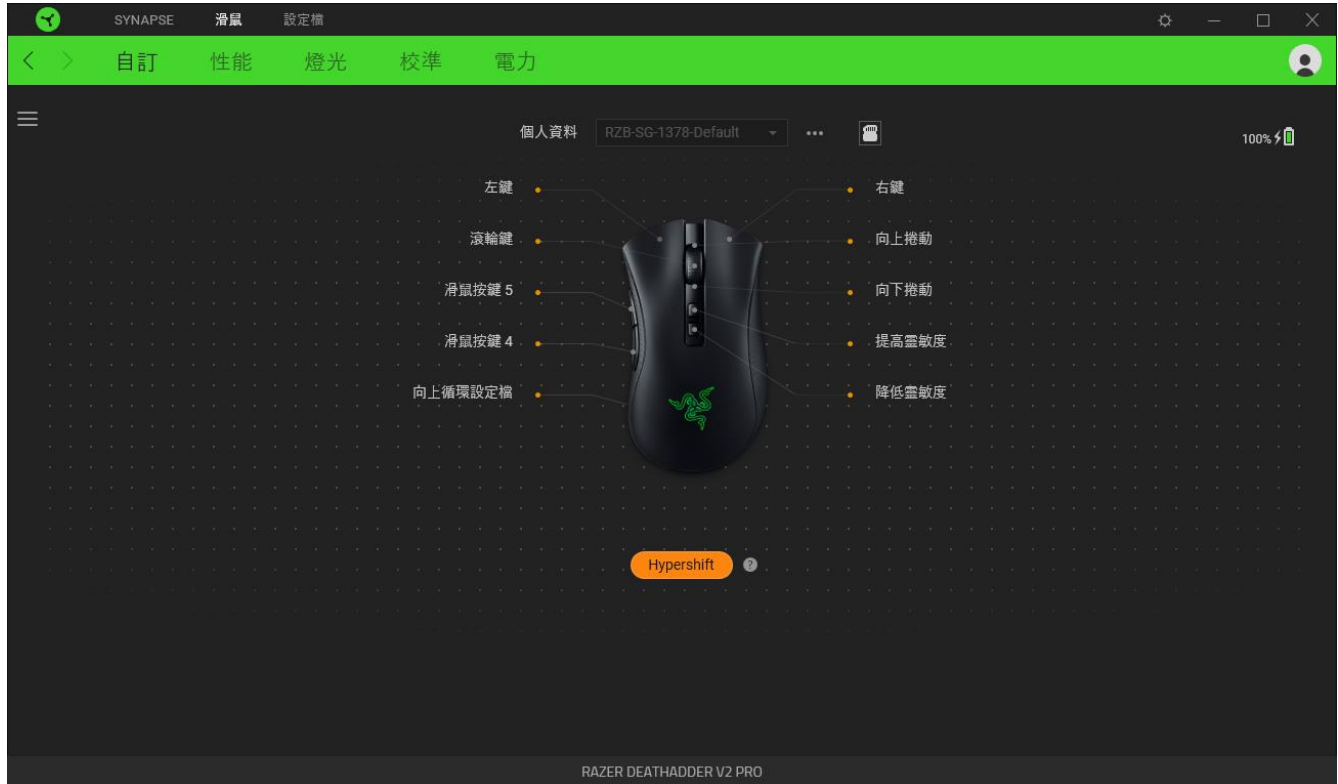 SYNAPSE 滑鼠 設定檔
自訂 性能 燈光 校準 電力
個人資料 RZB-SG-1378-Default
100%
左鍵 右鍵
滾輪鍵 向上捲動
滑鼠按鍵 5 向下捲動
滑鼠按鍵 4 提高靈敏度
向上循環設定檔 降低靈敏度
Hypershift ?
RAZER DEATHADDER V2 PRO